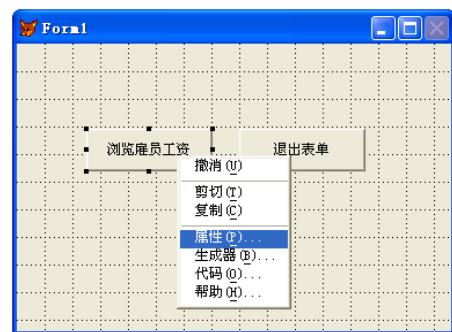 Form1
浏览雇员工资
退出表单
撤消(U)
剪切(T)
复制(C)
属性(P)...
生成器(B)...
代码(O)...
帮助(H)...